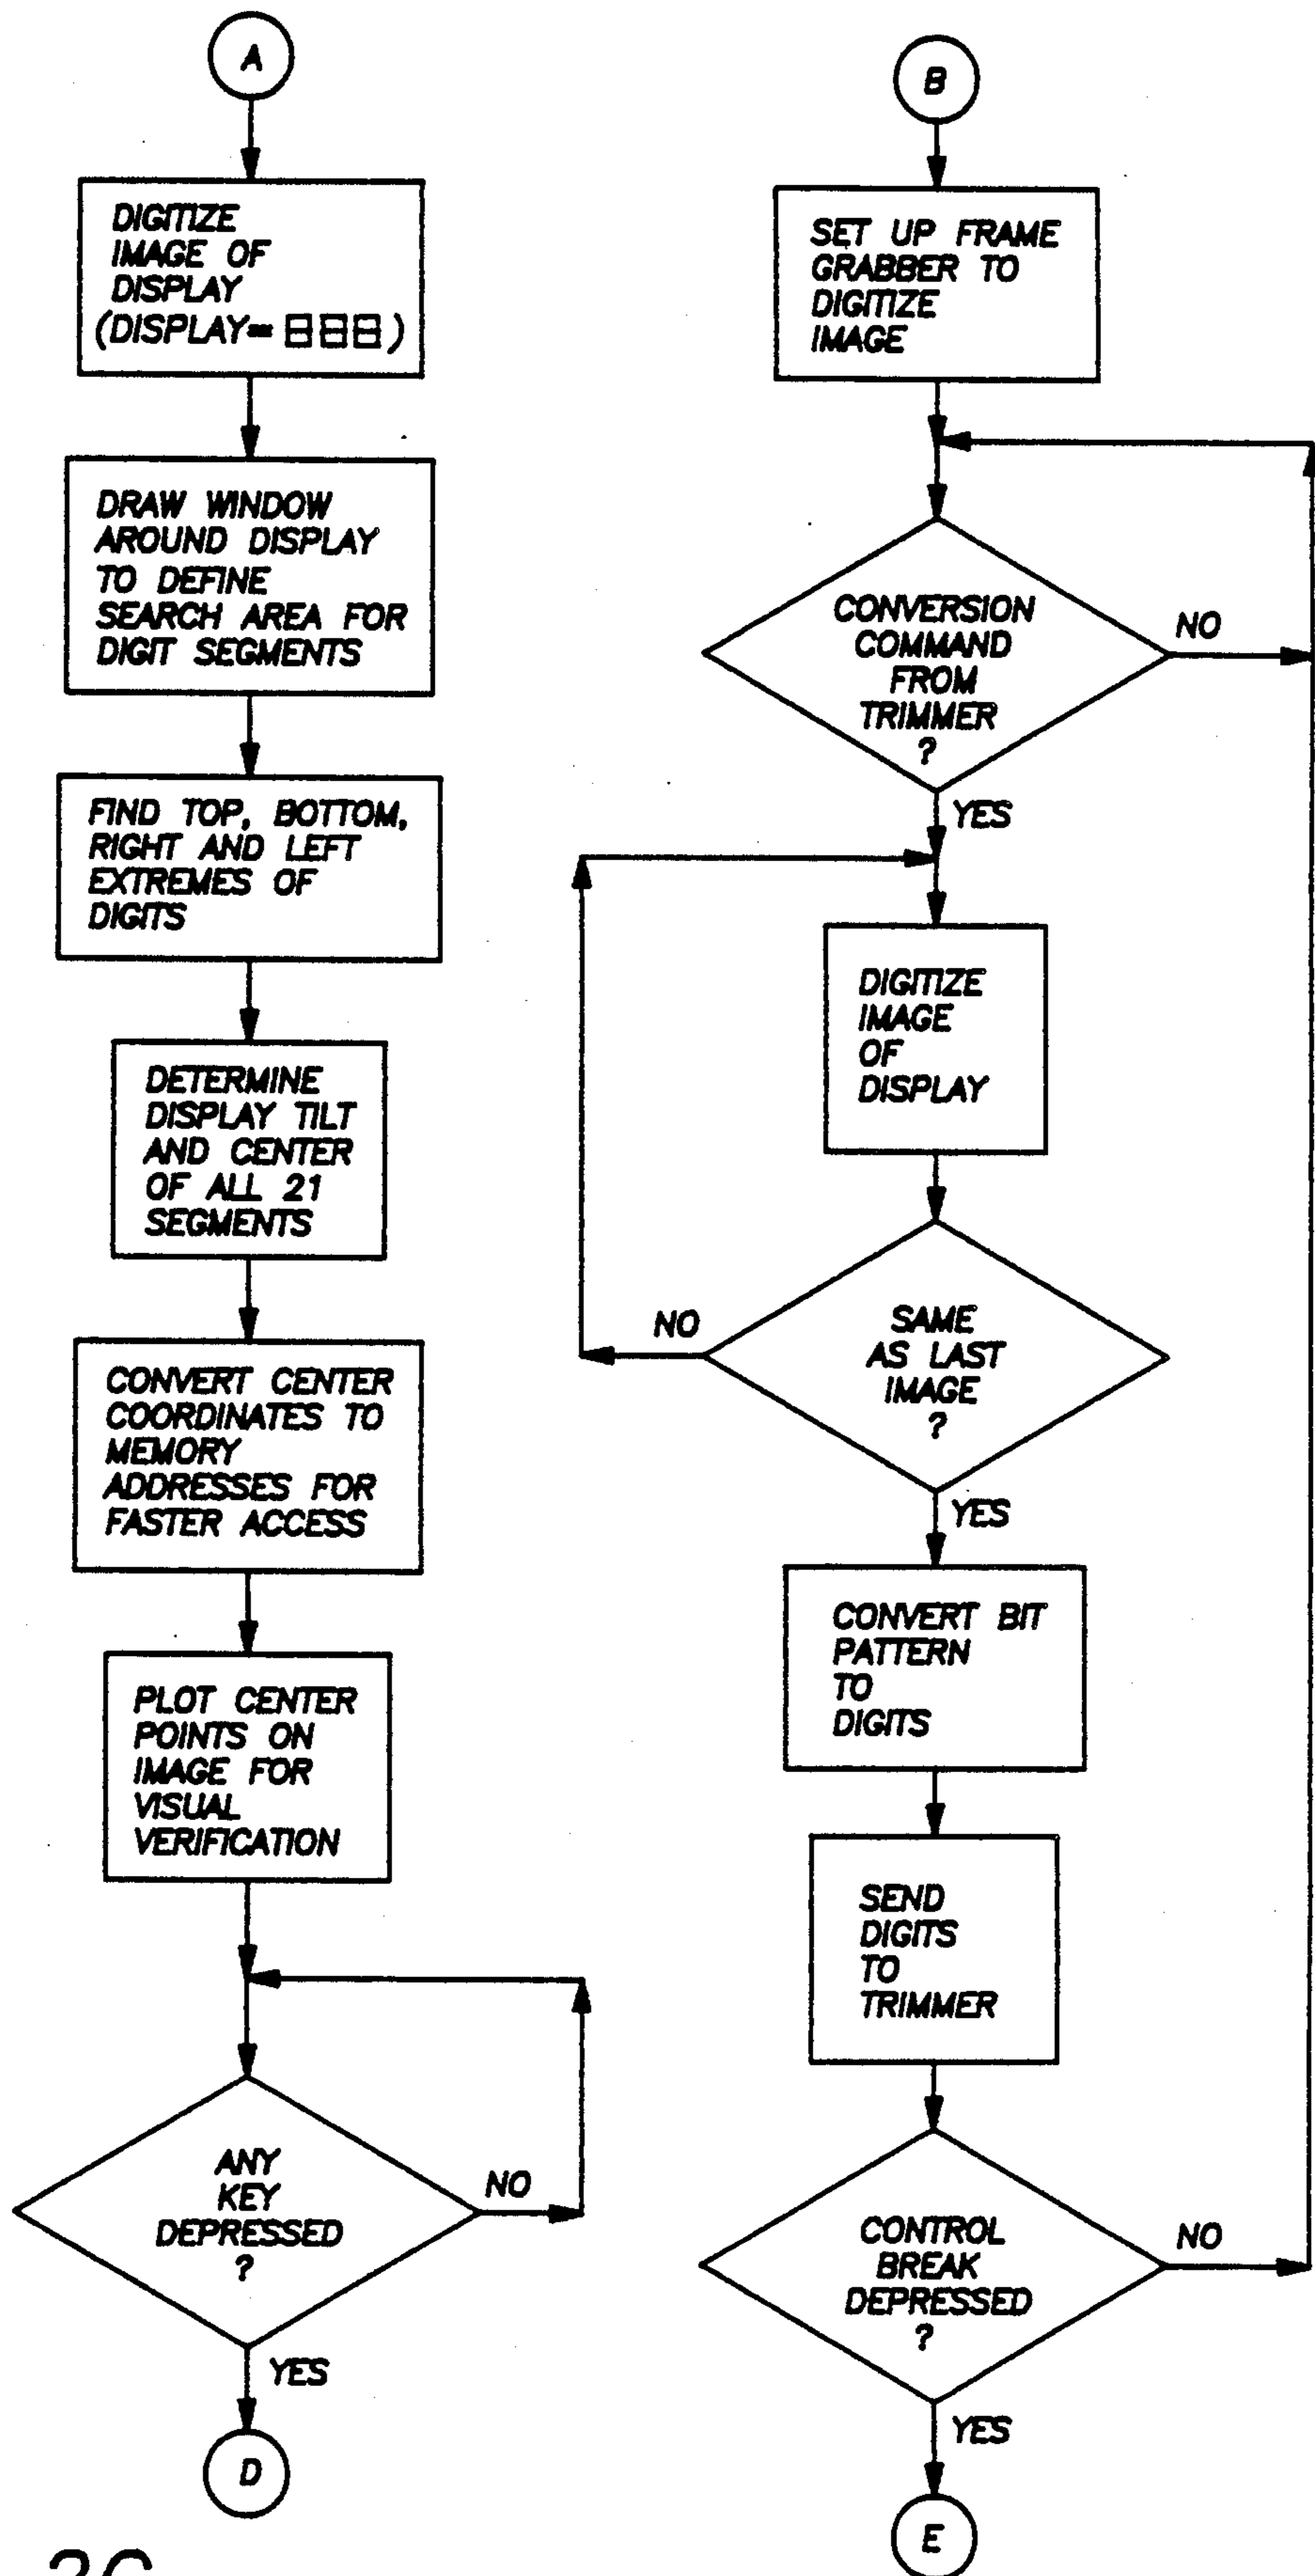 A
DIGITIZE
IMAGE OF
DISPLAY
(DISPLAY= 888)
DRAW WINDOW
AROUND DISPLAY
TO DEFINE
SEARCH AREA FOR
DIGIT SEGMENTS
FIND TOP, BOTTOM,
RIGHT AND LEFT
EXTREMES OF
DIGITS
DETERMINE
DISPLAY TILT
AND CENTER
OF ALL 21
SEGMENTS
CONVERT CENTER
COORDINATES TO
MEMORY
ADDRESSES FOR
FASTER ACCESS
PLOT CENTER
POINTS ON
IMAGE FOR
VISUAL
VERIFICATION
ANY
KEY
DEPRESSED
?
NO
YES
D
B
SET UP FRAME
GRABBER TO
DIGITIZE
IMAGE
CONVERSION
COMMAND
FROM
TRIMMER
?
NO
YES
DIGITIZE
IMAGE
OF
DISPLAY
SAME
AS LAST
IMAGE
?
NO
YES
CONVERT BIT
PATTERN
TO
DIGITS
SEND
DIGITS
TO
TRIMMER
CONTROL
BREAK
DEPRESSED
?
NO
YES
E